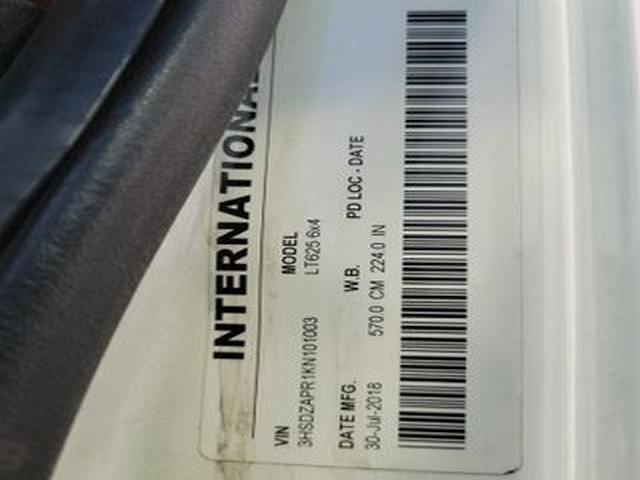 INTERNATIONAL
VIN
MODEL
3HSDZAPR1KN101003
LT625 6x4
DATE MFG.
W.B.
PD LOC - DATE
30-Jul-2018
570.0 CM 224.0 IN